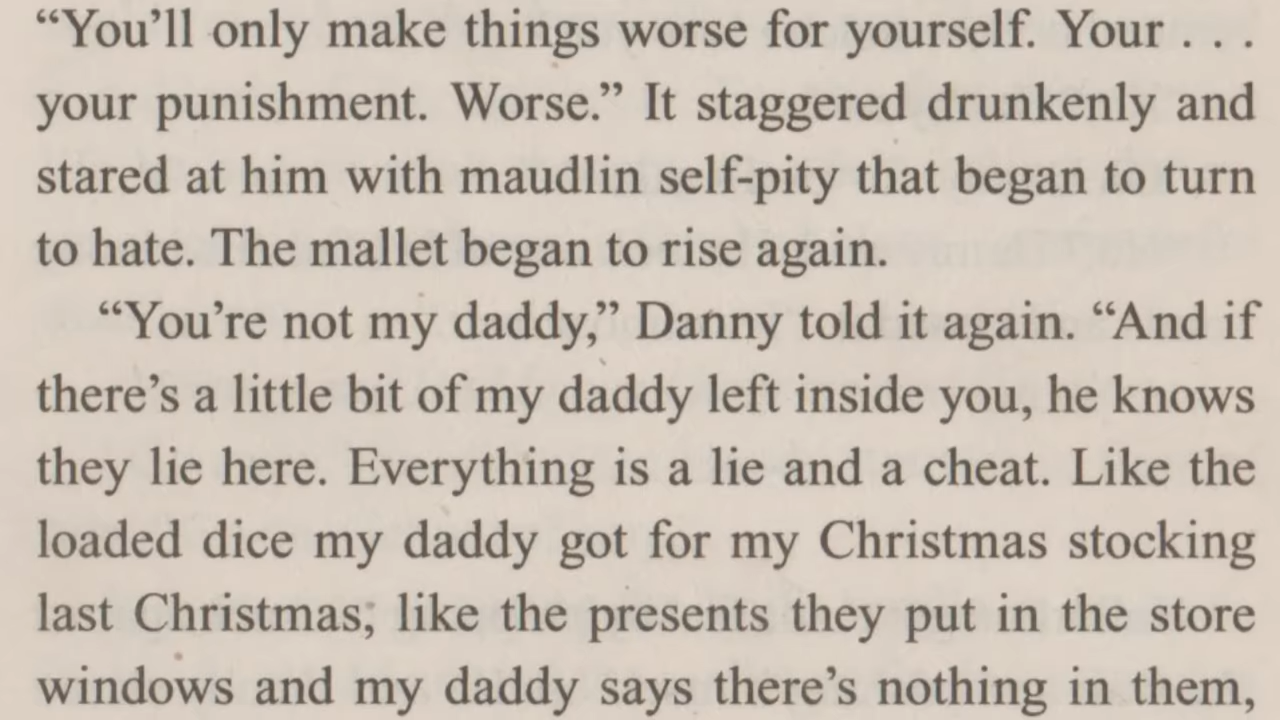 “You’ll only make things worse for yourself. Your . . .
your punishment. Worse.” It staggered drunkenly and
stared at him with maudlin self-pity that began to turn
to hate. The mallet began to rise again.
“You’re not my daddy,” Danny told it again. “And if
there’s a little bit of my daddy left inside you, he knows
they lie here. Everything is a lie and a cheat. Like the
loaded dice my daddy got for my Christmas stocking
last Christmas; like the presents they put in the store
windows and my daddy says there’s nothing in them,